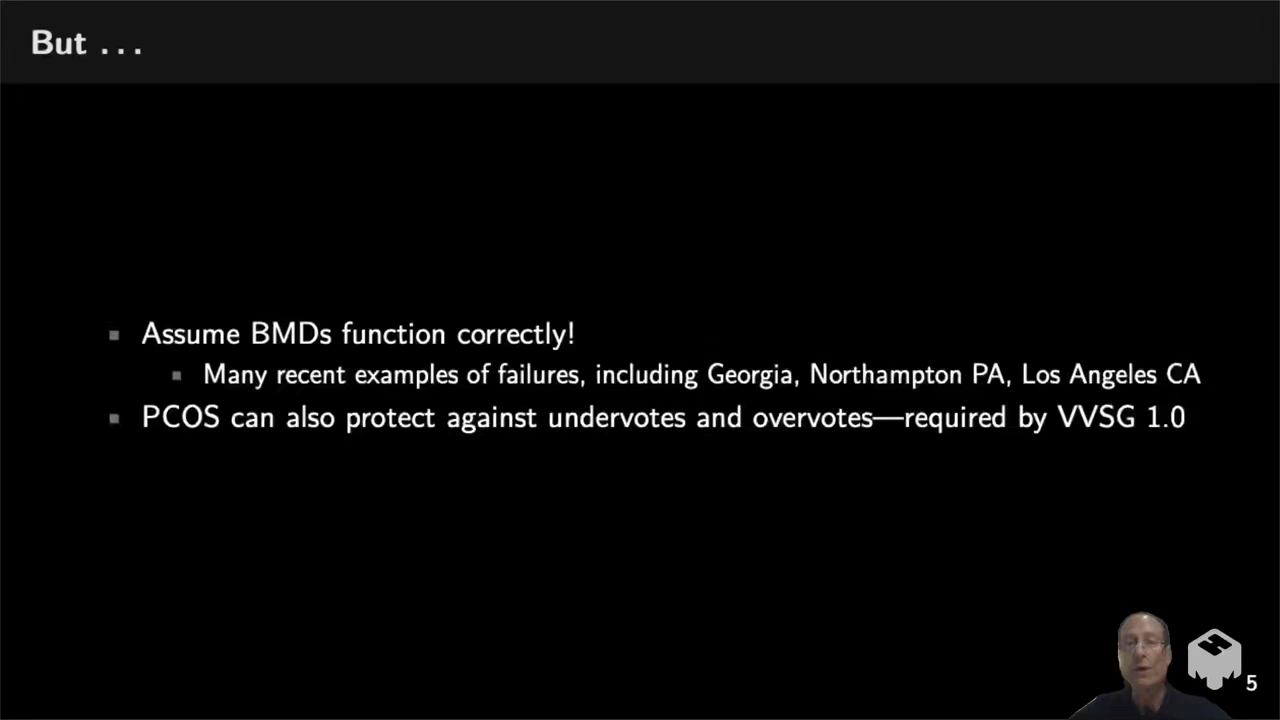 But ...
Assume BMDs function correctly!
Many recent examples of failures, including Georgia, Northampton PA, Los Angeles CA
PCOS can also protect against undervotes and overvotes—required by VVSG 1.0
5